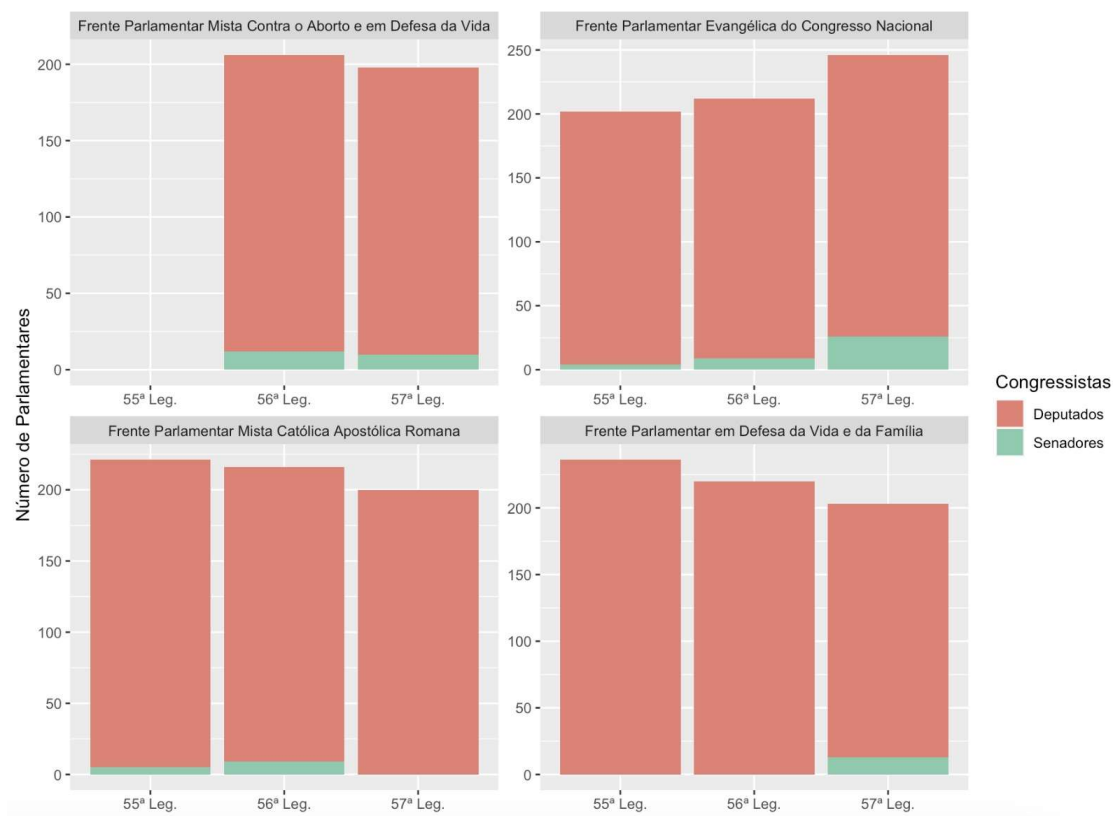 Frente Parlamentar Mista Contra o Aborto e em Defesa da Vida
Frente Parlamentar Evangélica do Congresso Nacional
200
150
100
50
0
55ª Leg.
56ª Leg.
57ª Leg.
250
200
150
100
50
0
55ª Leg.
56ª Leg.
57ª Leg.
Número de Parlamentares
Frente Parlamentar Mista Católica Apostólica Romana
Frente Parlamentar em Defesa da Vida e da Família
200
150
100
50
0
55ª Leg.
56ª Leg.
57ª Leg.
200
150
100
50
0
55ª Leg.
56ª Leg.
57ª Leg.
Congressistas
Deputados
Senadores